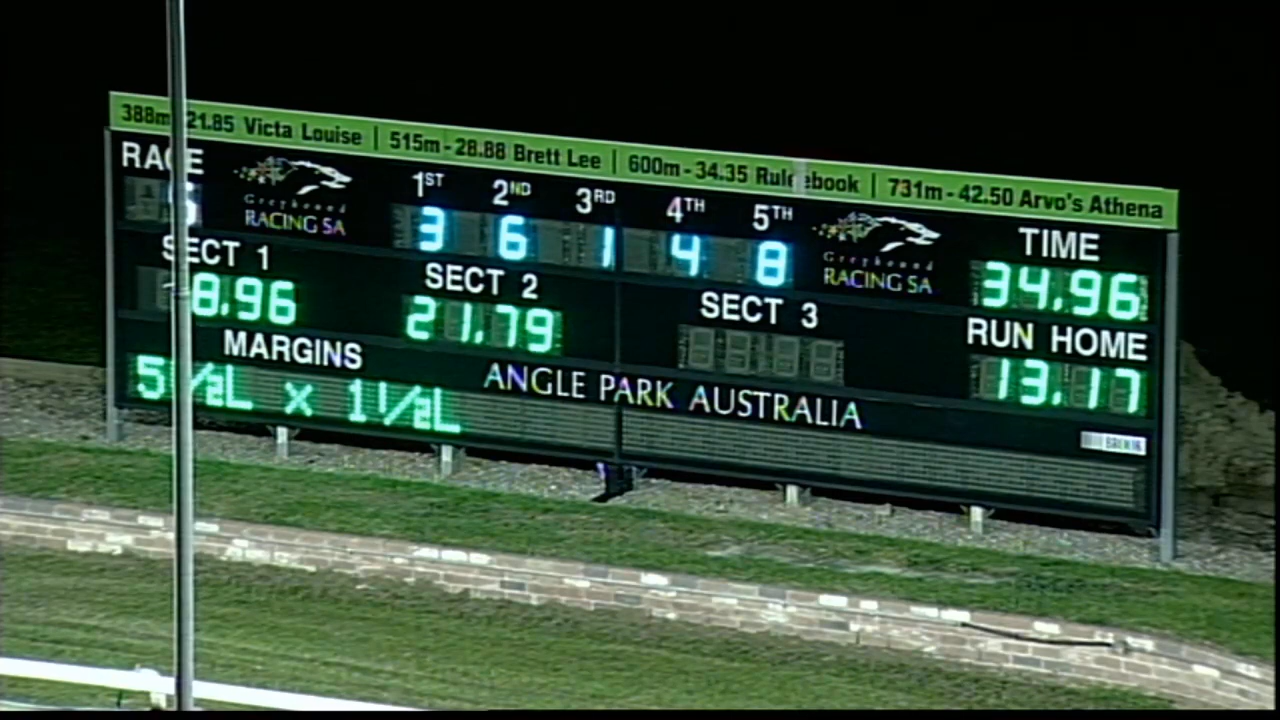 388m 21.85 Victa Louise | 515m - 28.88 Brett Lee | 600m - 34.35 Rulebook | 731m - 42.50 Arvo's Athena
RACE
5
Greyhound
RACING SA
1ST 2ND 3RD 4TH 5TH
3 6 1 4 8
Greyhound
RACING SA
TIME
34.96
SECT 1
8.96
SECT 2
21.79
SECT 3
RUN HOME
13.17
MARGINS
5 1/2L x 1 1/2L
ANGLE PARK AUSTRALIA